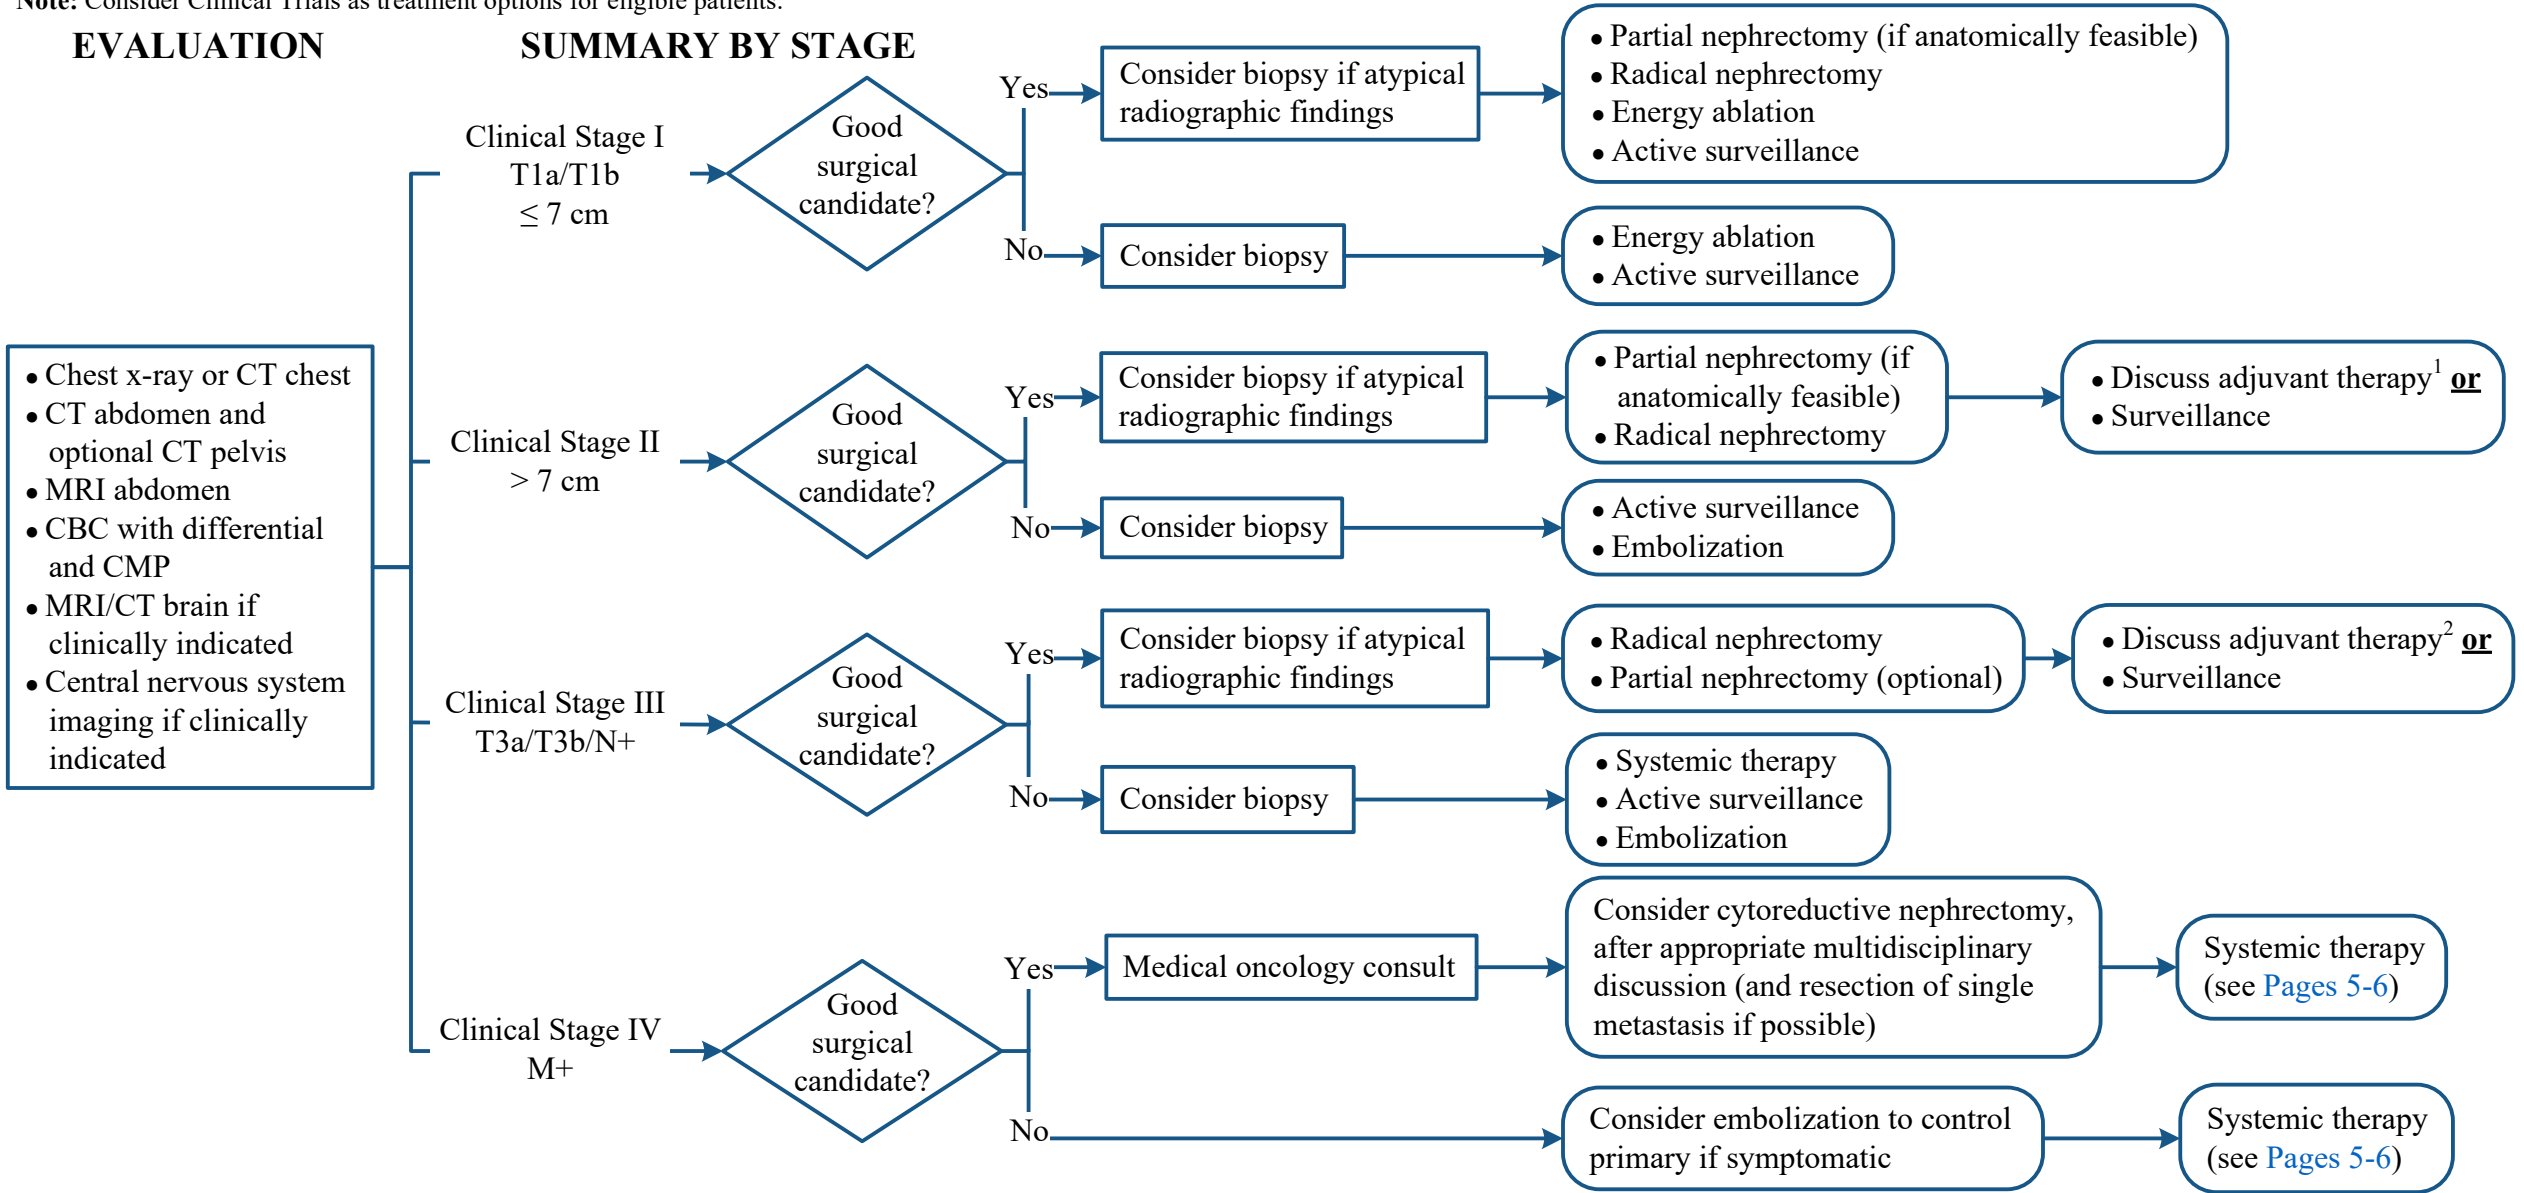 Note: Consider Clinical Trials as treatment options for eligible patients.
EVALUATION
SUMMARY BY STAGE
• Chest x-ray or CT chest
• CT abdomen and
optional CT pelvis
• MRI abdomen
• CBC with differential
and CMP
• MRI/CT brain if
clinically indicated
• Central nervous system
imaging if clinically
indicated
Clinical Stage I
T1a/T1b
≤ 7 cm
Good
surgical
candidate?
Yes
Consider biopsy if atypical
radiographic findings
• Partial nephrectomy (if anatomically feasible)
• Radical nephrectomy
• Energy ablation
• Active surveillance
No
Consider biopsy
• Energy ablation
• Active surveillance
Clinical Stage II
> 7 cm
Good
surgical
candidate?
Yes
Consider biopsy if atypical
radiographic findings
• Partial nephrectomy (if
anatomically feasible)
• Radical nephrectomy
• Discuss adjuvant therapy1 or
• Surveillance
No
Consider biopsy
• Active surveillance
• Embolization
Clinical Stage III
T3a/T3b/N+
Good
surgical
candidate?
Yes
Consider biopsy if atypical
radiographic findings
• Radical nephrectomy
• Partial nephrectomy (optional)
• Discuss adjuvant therapy2 or
• Surveillance
No
Consider biopsy
• Systemic therapy
• Active surveillance
• Embolization
Clinical Stage IV
M+
Good
surgical
candidate?
Yes
Medical oncology consult
Consider cytoreductive nephrectomy,
after appropriate multidisciplinary
discussion (and resection of single
metastasis if possible)
Systemic therapy
(see Pages 5-6)
No
Consider embolization to control
primary if symptomatic
Systemic therapy
(see Pages 5-6)